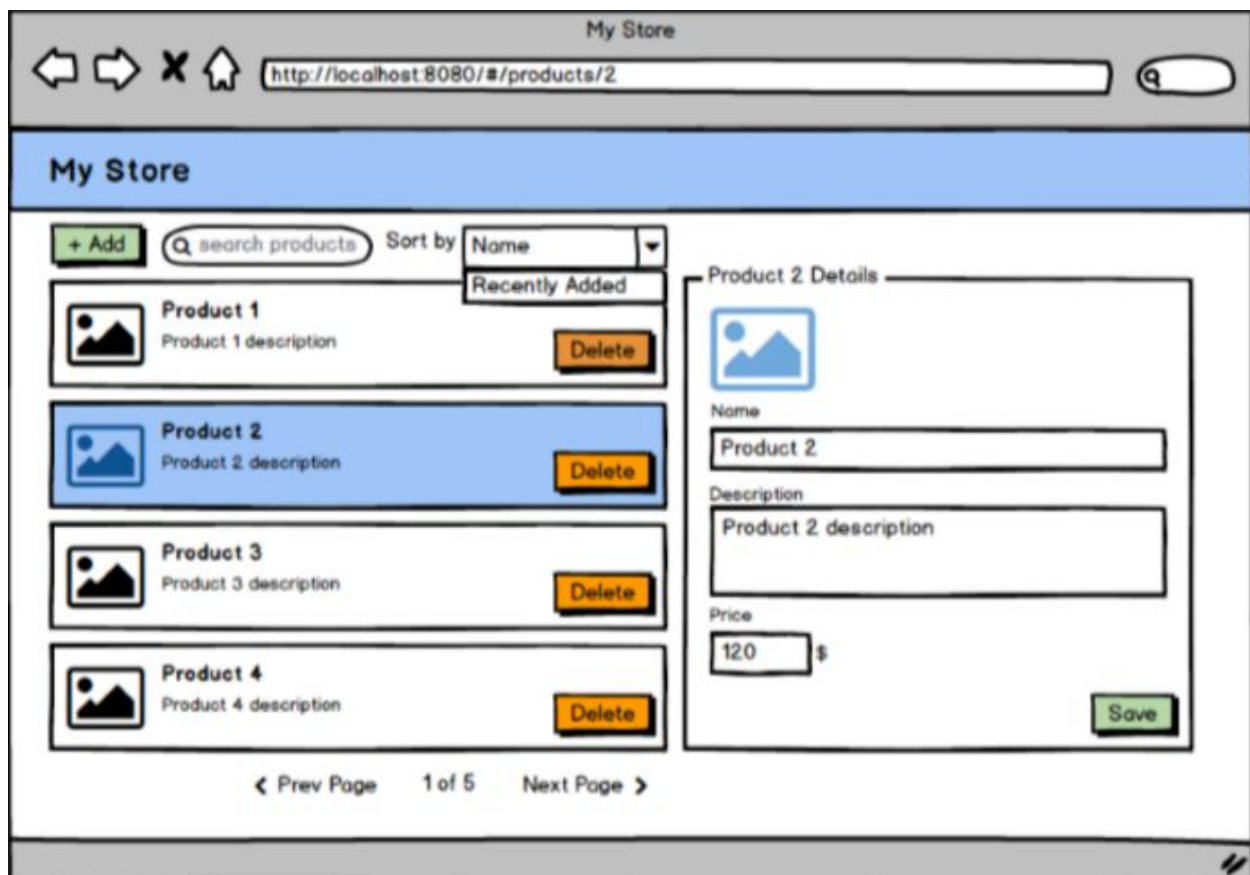 My Store
http://localhost:8080/#/products/2
My Store
+ Add
search products
Sort by
Name
Recently Added
Product 1
Product 1 description
Delete
Product 2
Product 2 description
Delete
Product 3
Product 3 description
Delete
Product 4
Product 4 description
Delete
Prev Page
1 of 5
Next Page
Product 2 Details
Name
Product 2
Description
Product 2 description
Price
120 $
Save